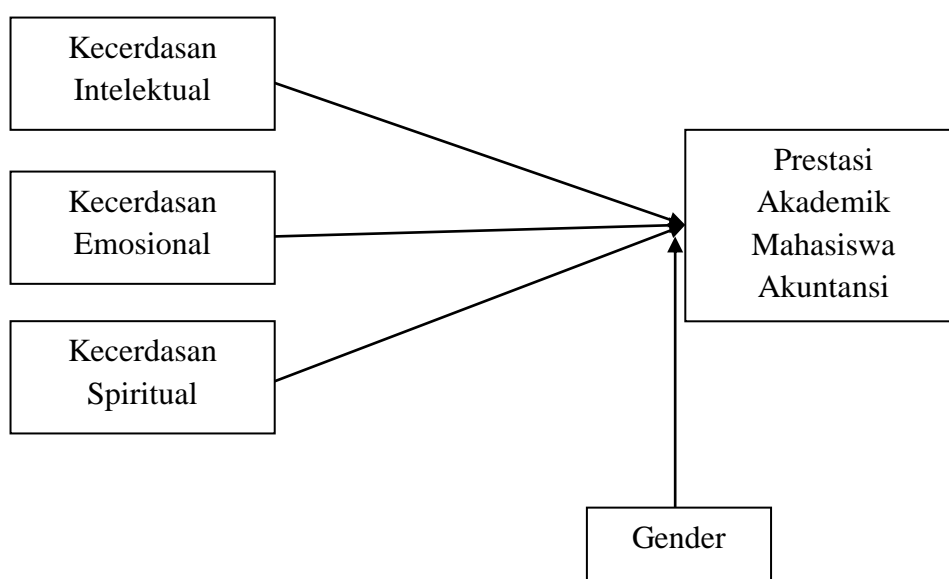 Kecerdasan
Intelektual
Kecerdasan
Emosional
Kecerdasan
Spiritual
Prestasi
Akademik
Mahasiswa
Akuntansi
Gender